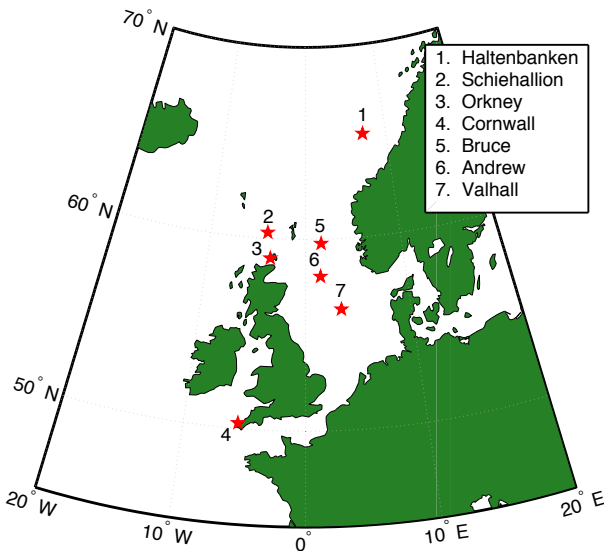 70° N
1. Haltenbanken
2. Schiehallion
3. Orkney
4. Cornwall
5. Bruce
6. Andrew
7. Valhall
1
60° N
2
5
3
6
7
50° N
4
20° W
10° W
0°
10° E
20° E